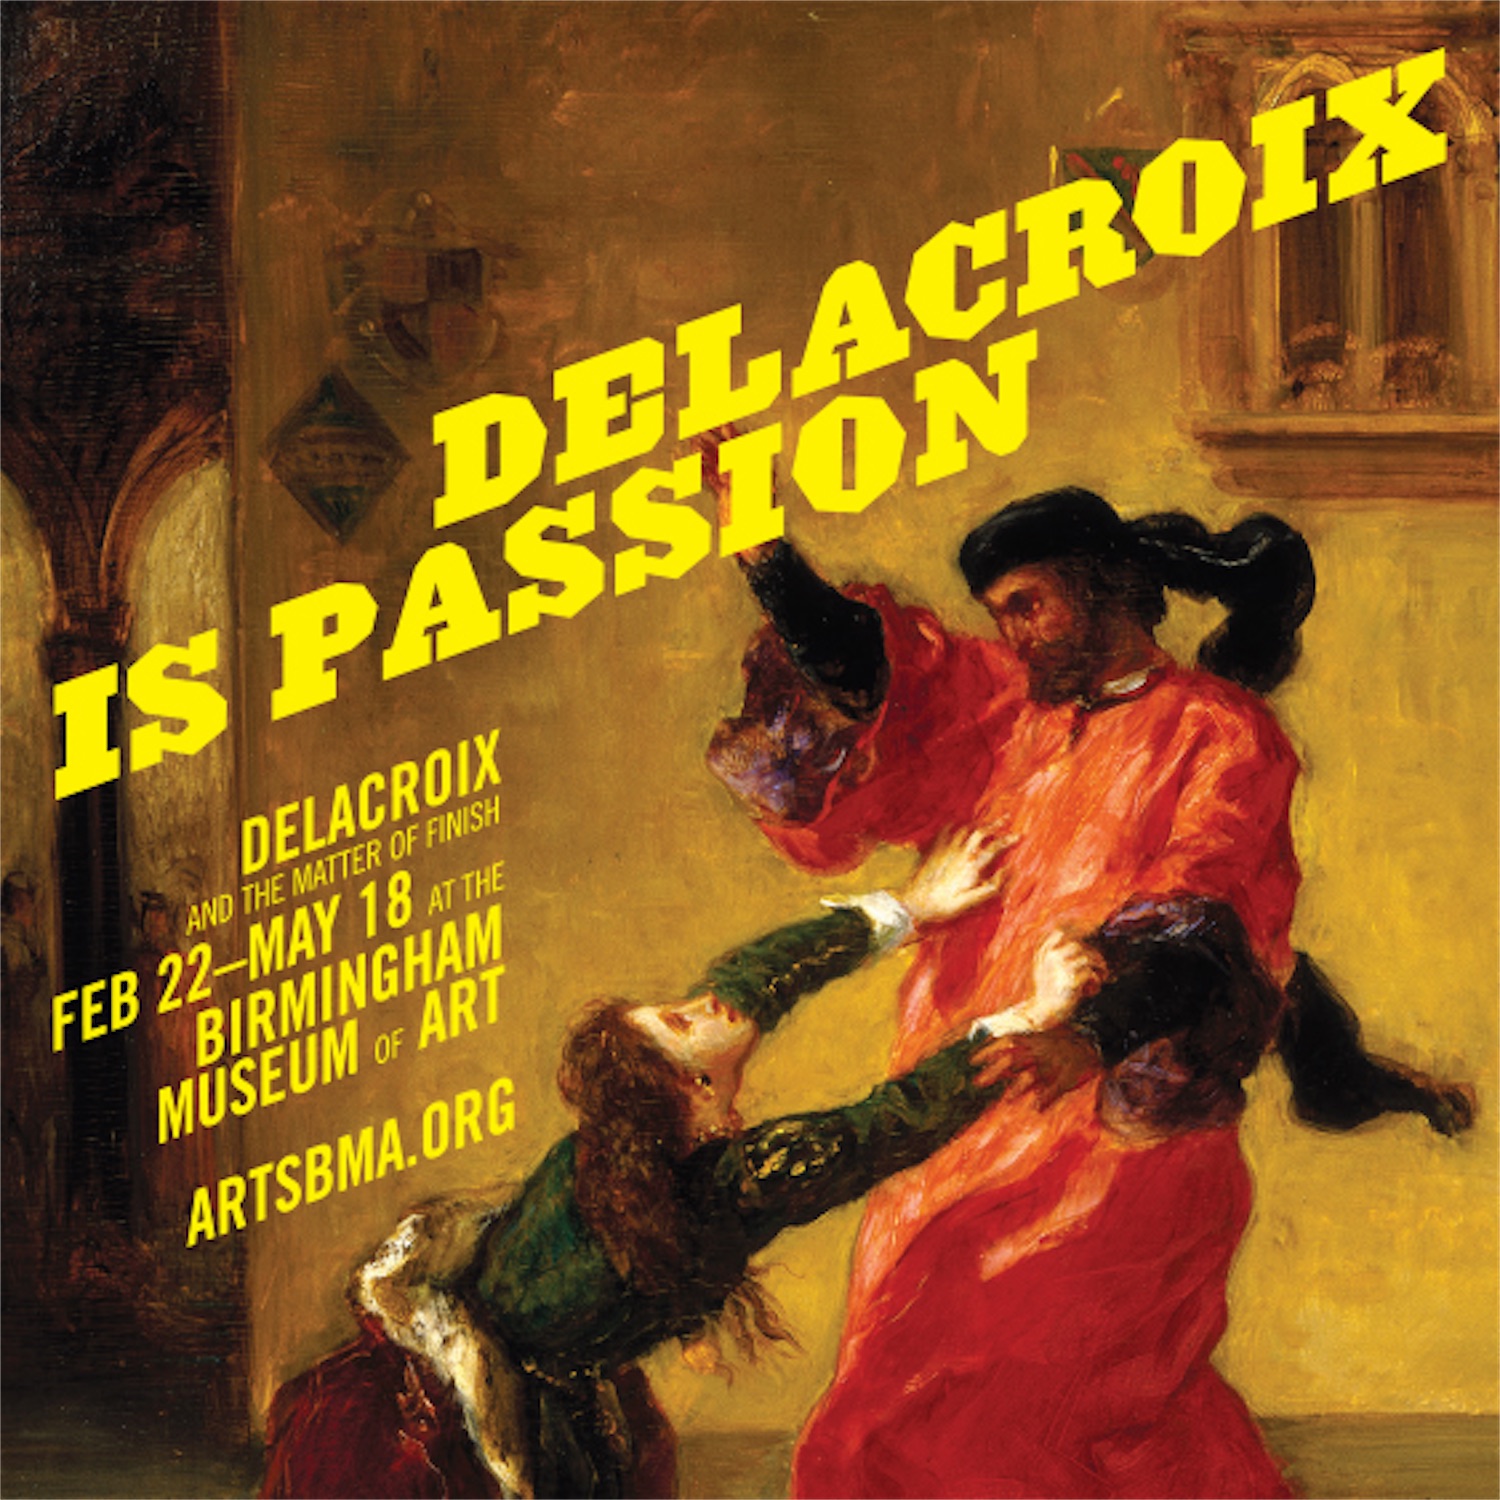 DELACROIX
IS PASSION
DELACROIX
AND THE MATTER OF FINISH
FEB 22–MAY 18 AT THE
BIRMINGHAM
MUSEUM OF ART
ARTSBMA.ORG